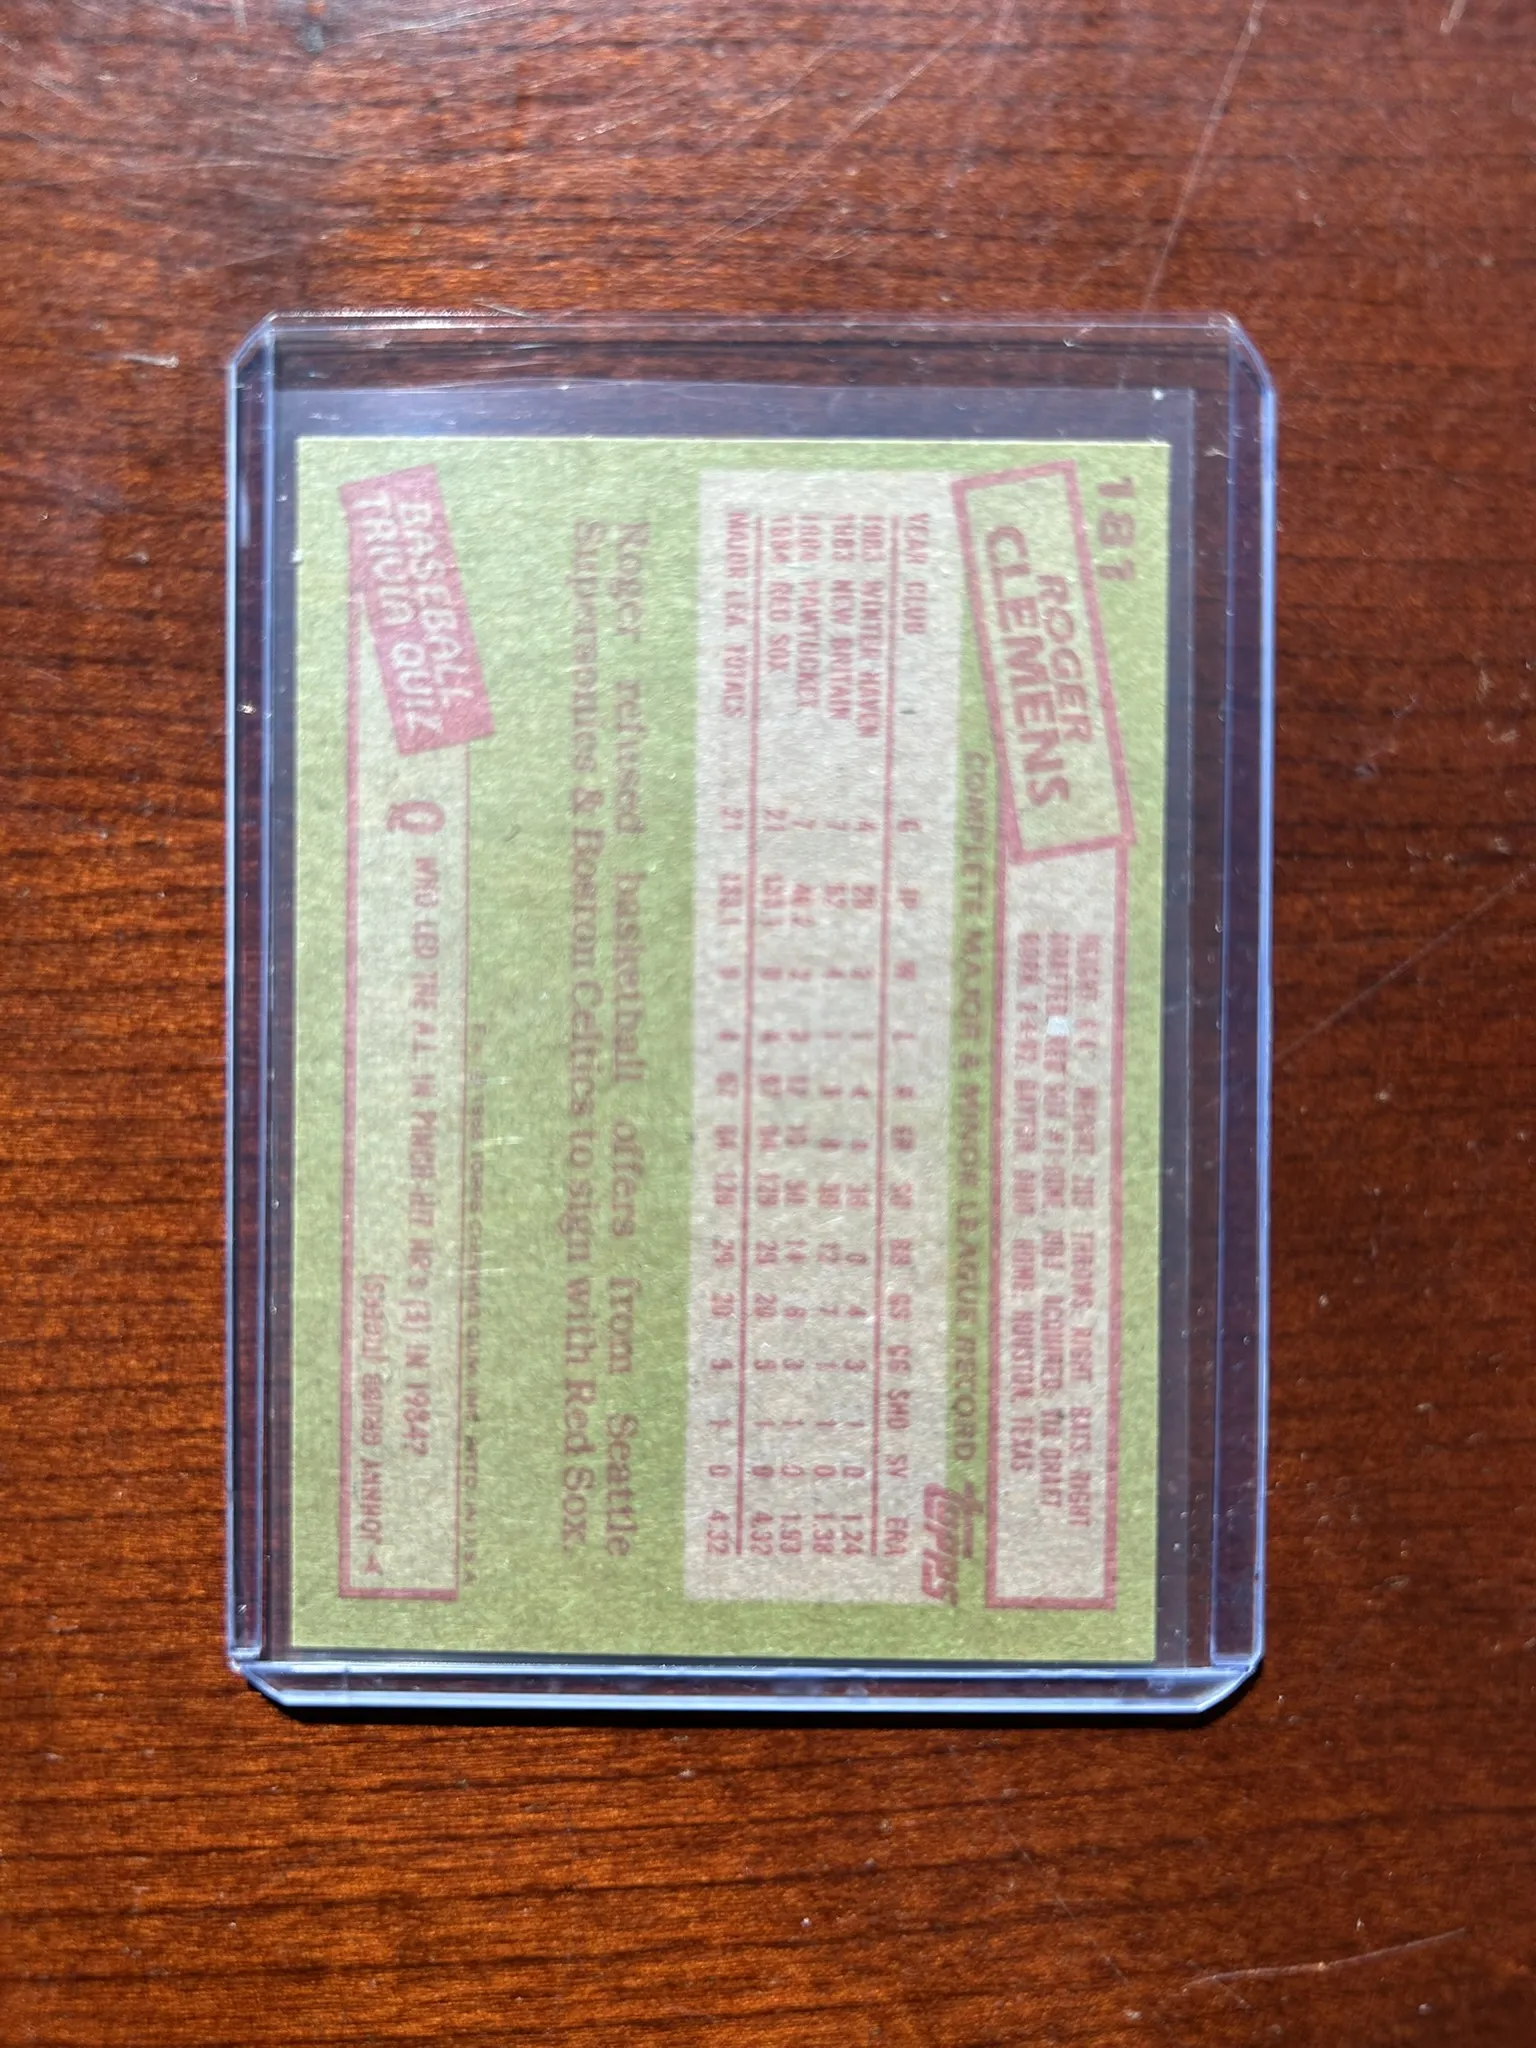 181
ROGER
CLEMENS
HEIGHT: 6'4" WEIGHT: 205 THROWS: RIGHT BATS: RIGHT
DRAFTED: RED SOX #1-JUNE, 1983 ACQUIRED: VIA DRAFT
BORN: 8-4-62, DAYTON, OHIO HOME: HOUSTON, TEXAS
COMPLETE MAJOR & MINOR LEAGUE RECORD
Topps
YEAR CLUB G IP W L R ER SO BB GS CG SHO SV ERA
1983 WINTER HAVEN 4 29 3 1 4 4 36 0 4 3 1 0 1.24
1983 NEW BRITAIN 7 52 4 1 8 8 12 7 1 1 0 1.38
1984 PAWTUCKET 7 2 12 10 50 14 6 3 1 0 1.93
1984 RED SOX 21 133.1 9 4 67 64 126 29 20 5 1 0 4.32
MAJOR LEA. TOTALS 21 133.1 9 4 67 64 126 29 20 5 1 0 4.32
Roger refused basketball offers from Seattle
Supersonics & Boston Celtics to sign with Red Sox.
BASEBALL
TRIVIA QUIZ
Q WHO LED THE A.L. IN PINCH-HIT HR'S (3) IN 1984?
A: JOHNNY GRUBB (Tigers)